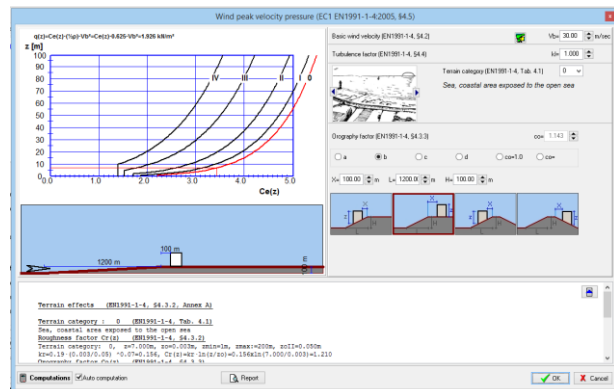 Wind peak velocity pressure (EC1 EN1991-1-4:2005, §4.5)
q(z)=Ce(z)·(½ρ)·Vb²=Ce(z)·0.625·Vb²=1.926 kN/m²
z [m]
100
90
80
70
60
50
40
30
20
10
0
IV III II I 0
0.0 1.0 2.0 3.0 4.0 5.0
Ce(z)
Basic wind velocity (EN1991-1-4, §4.2) Vb= 30.00 m/sec
Turbulence factor (EN1991-1-4, §4.4) kI= 1.000
Terrain category (EN1991-1-4, Tab. 4.1) 0
Sea, coastal area exposed to the open sea
Orography factor (EN1991-1-4, §4.3.3) co= 1.143
a b c d co=1.0 co=
X= 100.00 m L= 1200.0 m H= 100.00 m
X X X X
H H H
L L L
100 m
1200 m
Terrain effects (EN1991-1-4, §4.3.2, Annex A)
Terrain category : 0 (EN1991-1-4, Tab. 4.1)
Sea, coastal area exposed to the open sea
Roughness factor Cr(z) (EN1991-1-4, §4.3.2)
Terrain category: 0, z=7.000m, zo=0.003m, zmin=1m, zmax=200m, zoII=0.050m
kr=0.19·(0.003/0.05) ^0.07=0.156, Cr(z)=kr·ln(z/zo)=0.156xln(7.000/0.003)=1.210
Computations Auto computation Report OK Cancel